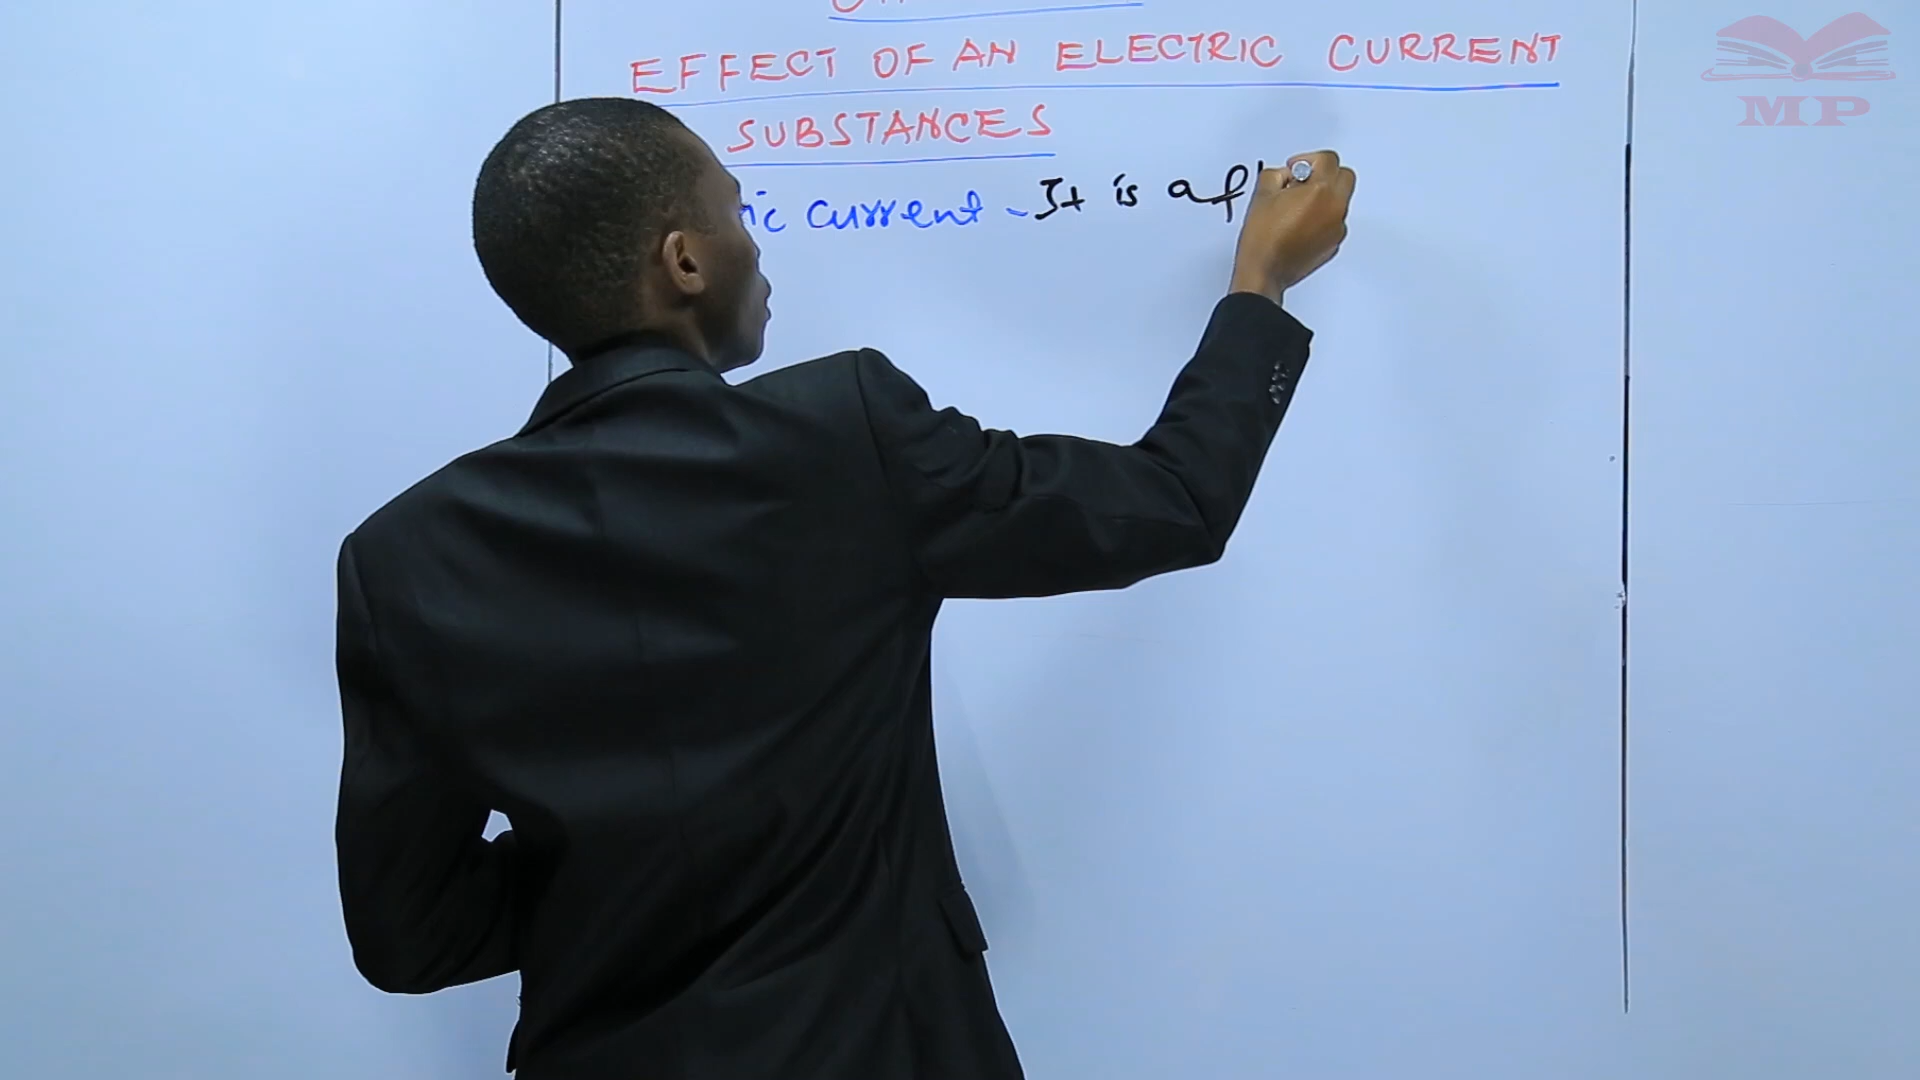 EFFECT OF AN ELECTRIC CURRENT
SUBSTANCES
current - It is a
MP